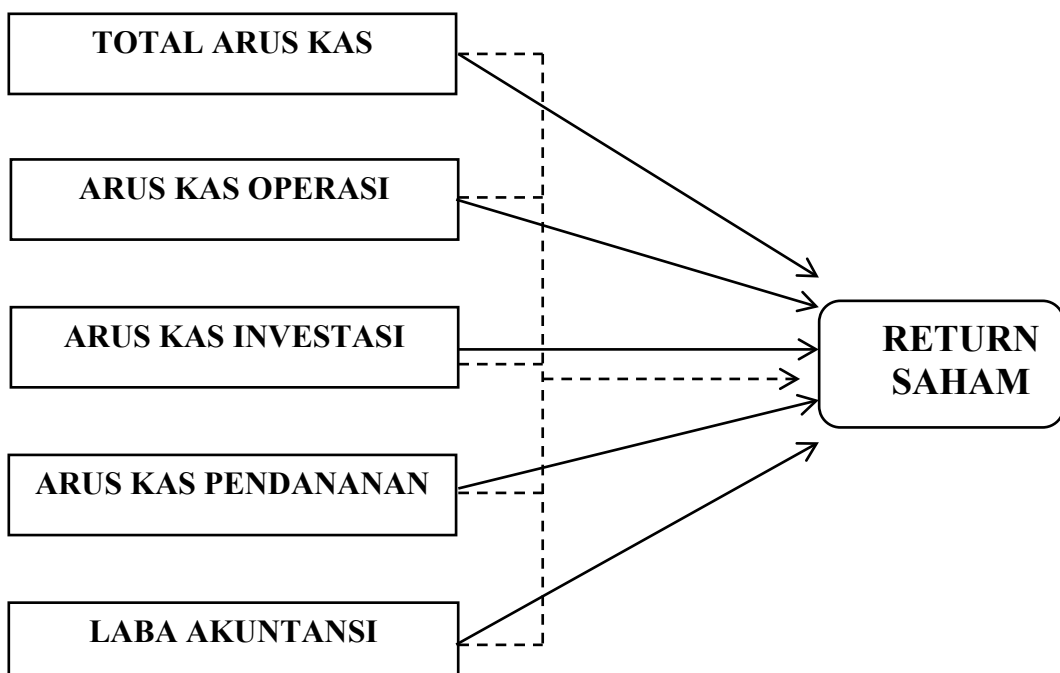 TOTAL ARUS KAS
ARUS KAS OPERASI
ARUS KAS INVESTASI
ARUS KAS PENDANANAN
LABA AKUNTANSI
RETURN
SAHAM